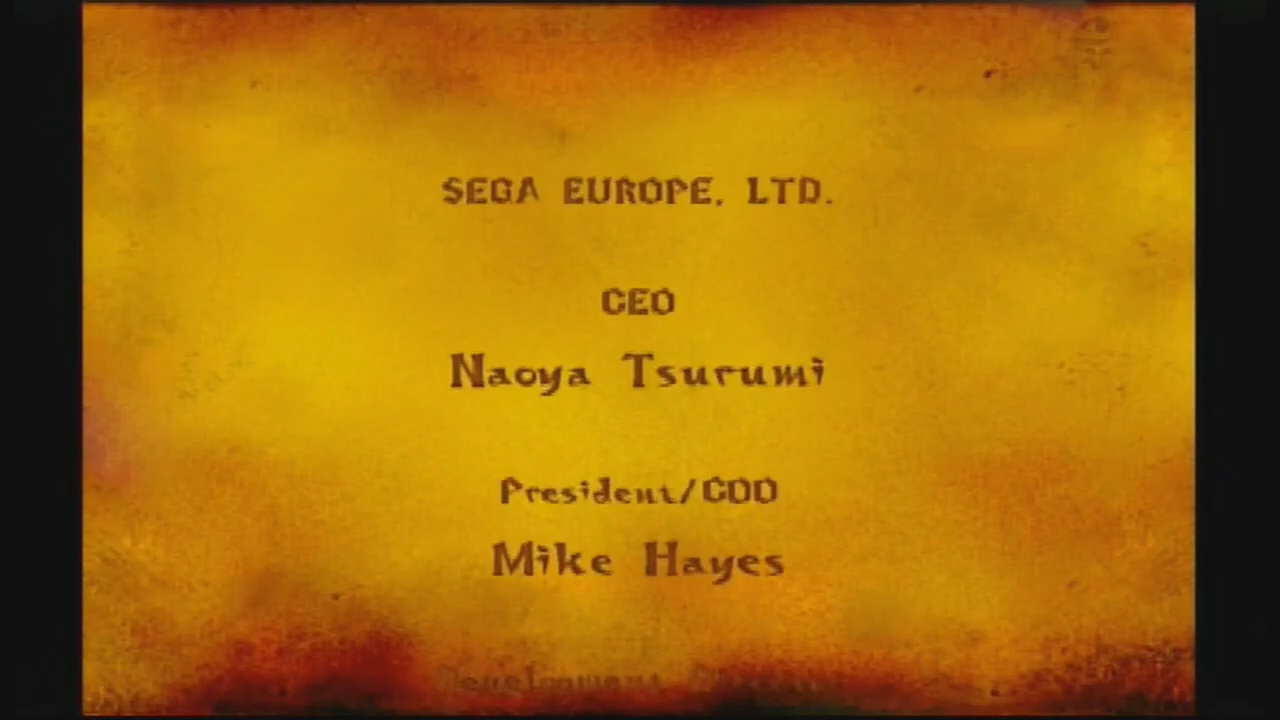 SEGA EUROPE, LTD.
CEO
Naoya Tsurumi
President/COO
Mike Hayes